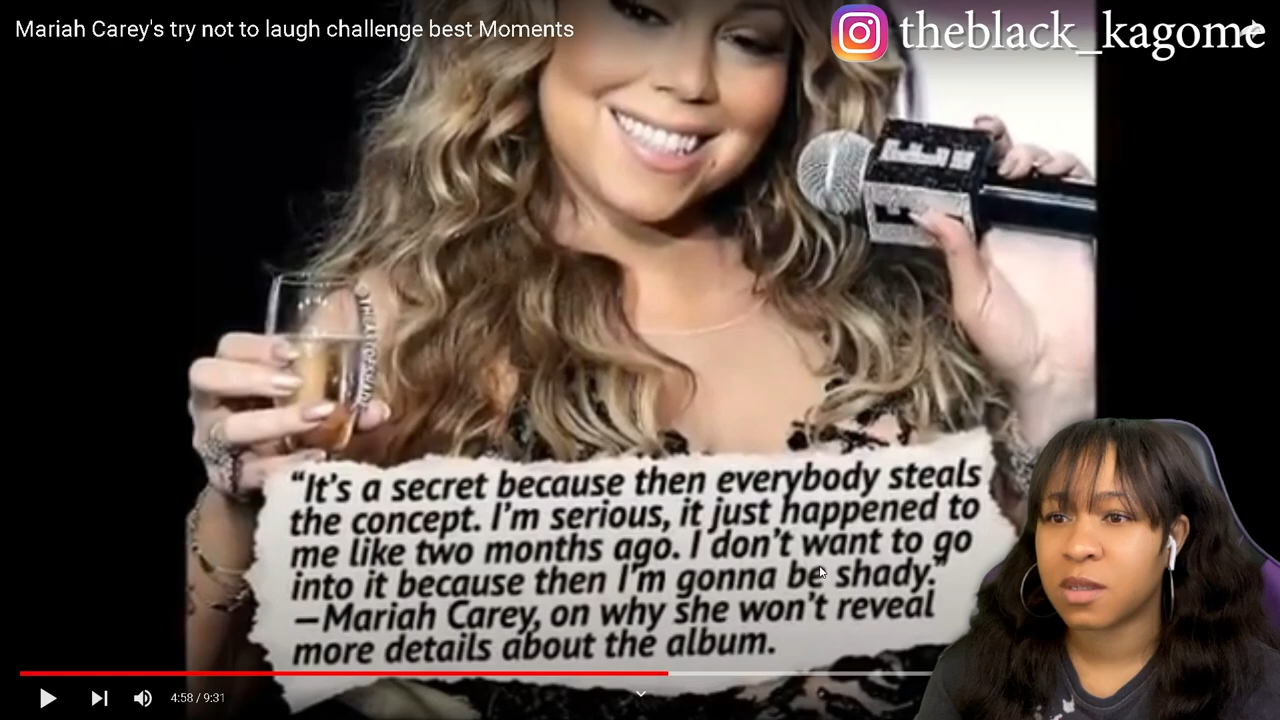 Mariah Carey's try not to laugh challenge best Moments
theblack_kagome
E!
"It's a secret because then everybody steals
the concept. I'm serious, it just happened to
me like two months ago. I don't want to go
into it because then I'm gonna be shady."
—Mariah Carey, on why she won't reveal
more details about the album.
4:58 / 9:31